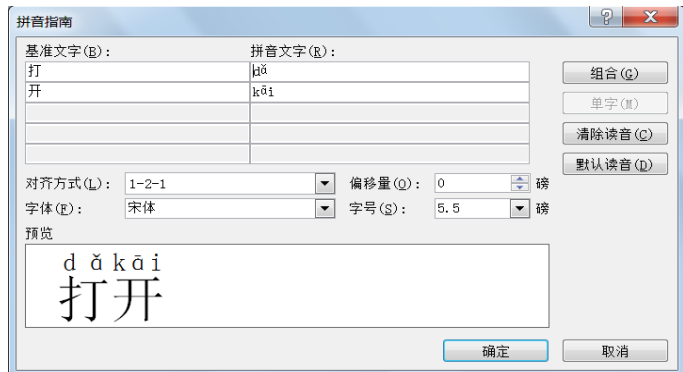 拼音指南
基准文字(B): 拼音文字(R):
打 dǎ
开 kāi
组合(G)
单字(M)
清除读音(C)
默认读音(D)
对齐方式(L): 1-2-1 偏移量(O): 0 磅
字体(F): 宋体 字号(S): 5.5 磅
预览
dǎkāi
打开
确定 取消